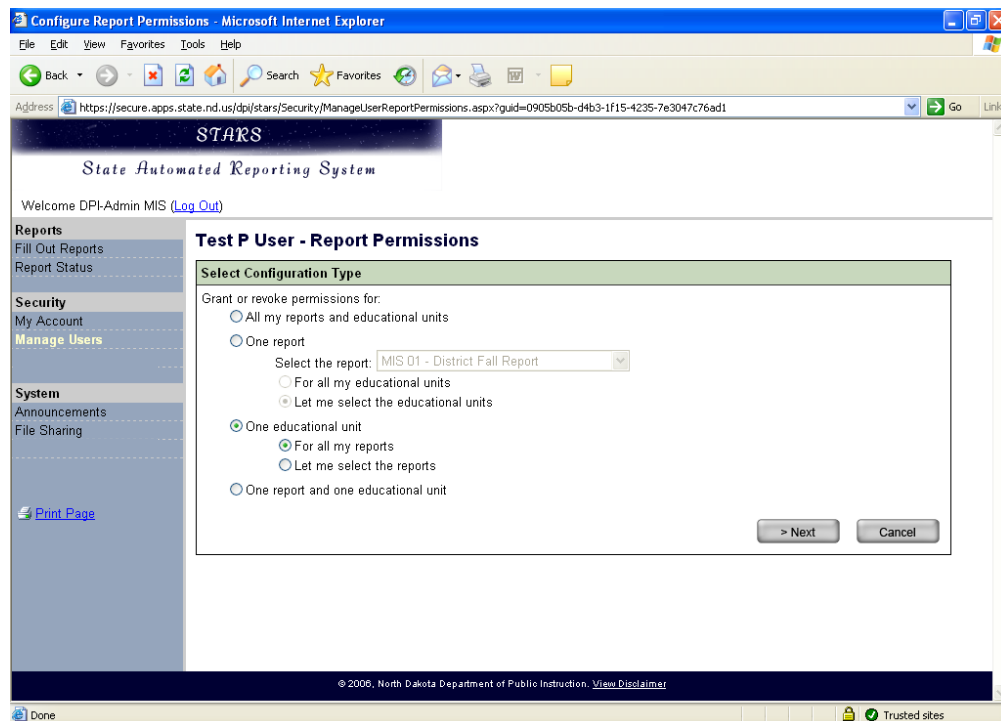 Configure Report Permissions - Microsoft Internet Explorer
File Edit View Favorites Tools Help
Back Search Favorites
Address https://secure.apps.state.nd.us/dpi/stars/Security/ManageUserReportPermissions.aspx?guid=0905b05b-d4b3-1f15-4235-7e3047c76ad1 Go Link
STARS
State Automated Reporting System
Welcome DPI-Admin MIS (Log Out)
Reports
Fill Out Reports
Report Status
Security
My Account
Manage Users
System
Announcements
File Sharing
Print Page
Test P User - Report Permissions
Select Configuration Type
Grant or revoke permissions for:
All my reports and educational units
One report
Select the report: MIS 01 - District Fall Report
For all my educational units
Let me select the educational units
One educational unit
For all my reports
Let me select the reports
One report and one educational unit
> Next Cancel
© 2006, North Dakota Department of Public Instruction. View Disclaimer
Done Trusted sites